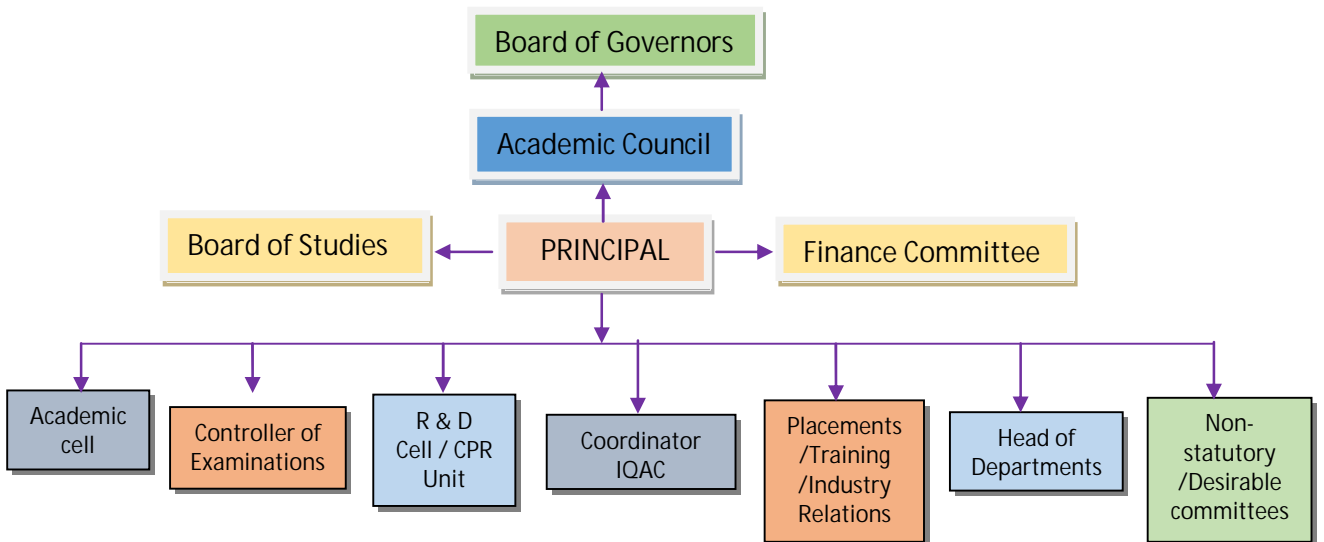 Board of Governors
Academic Council
Board of Studies
PRINCIPAL
Finance Committee
Academic
cell
Controller of
Examinations
R & D
Cell / CPR
Unit
Coordinator
IQAC
Placements
/Training
/Industry
Relations
Head of
Departments
Non-
statutory
/Desirable
committees